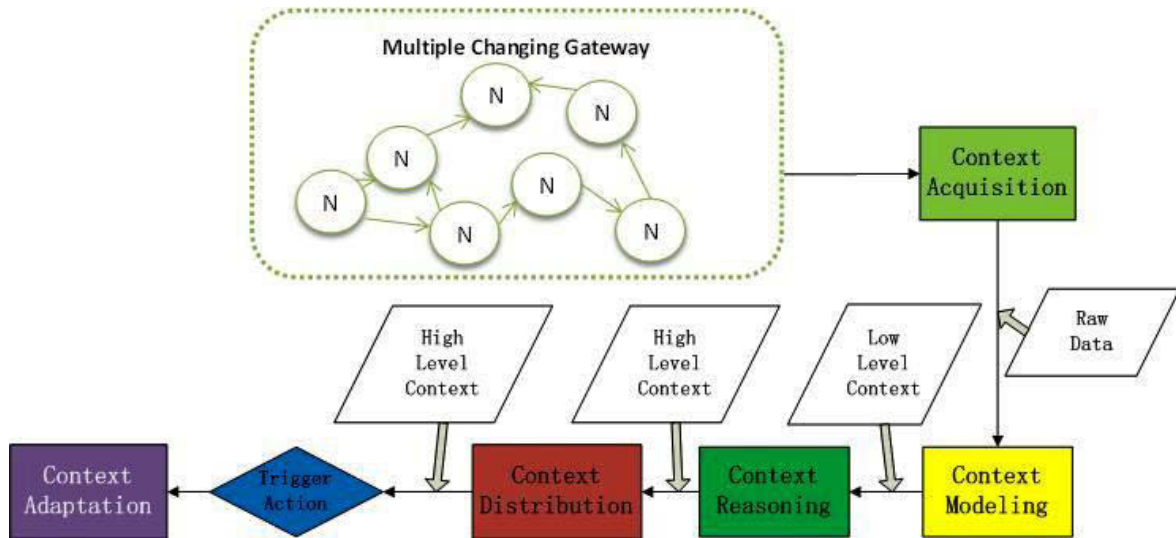 Multiple Changing Gateway
N
N
N
N
N
N
N
N
Context
Acquisition
High
Level
Context
High
Level
Context
Low
Level
Context
Raw
Data
Context
Adaptation
Trigger
Action
Context
Distribution
Context
Reasoning
Context
Modeling